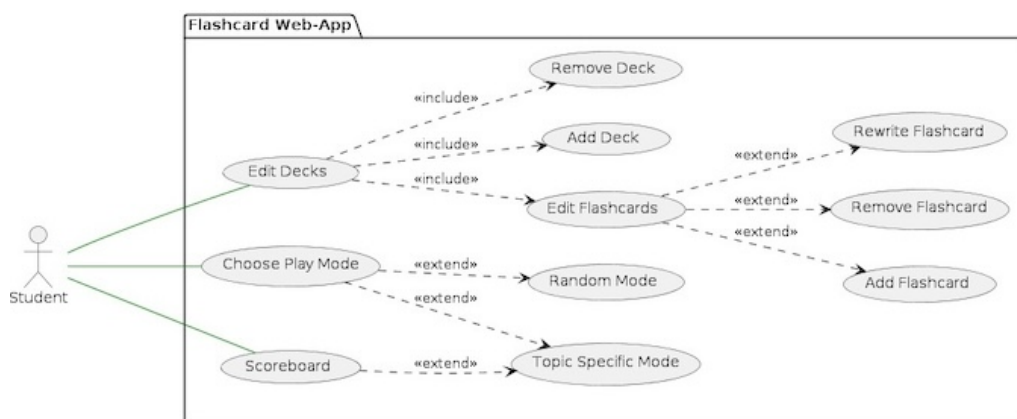 Flashcard Web-App
Remove Deck
«include»
«include»
Add Deck
Rewrite Flashcard
«extend»
Edit Decks
«include»
Edit Flashcards
«extend»
Remove Flashcard
«extend»
Choose Play Mode
«extend»
Random Mode
Add Flashcard
Student
«extend»
Scoreboard
«extend»
Topic Specific Mode